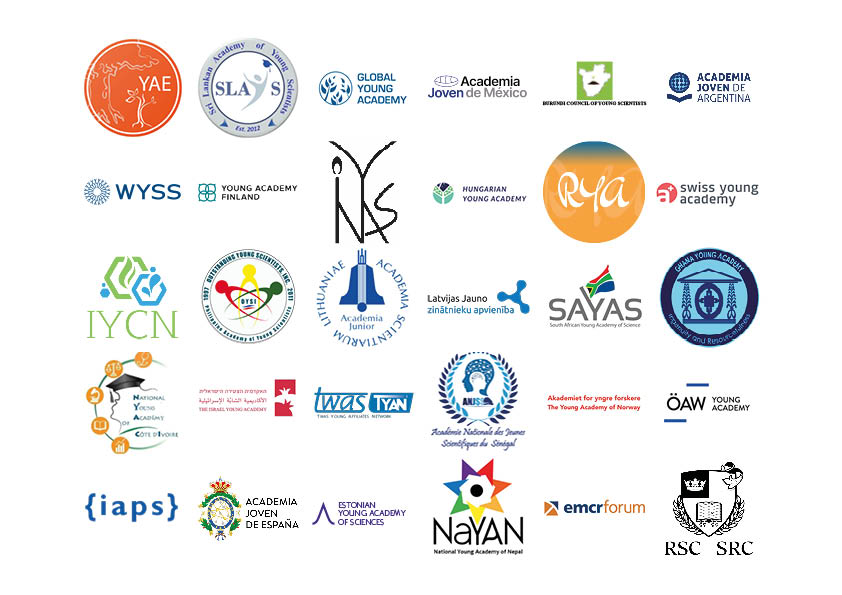 YAE
Sri Lankan Academy of Young Scientists
SLAYS
Est. 2012
GLOBAL
YOUNG
ACADEMY
Academia
Joven de México
BURUNDI COUNCIL OF YOUNG SCIENTISTS
ACADEMIA
JOVEN DE
ARGENTINA
WYSS
YOUNG ACADEMY
FINLAND
INYAS
HUNGARIAN
YOUNG ACADEMY
RYA
swiss young
academy
IYCN
1997 OUTSTANDING YOUNG SCIENTISTS, INC. 2011
OYSI
Philippine Academy of Young Scientists
LITHUANIAE ACADEMIA SCIENTIARUM
Academia
Junior
Latvijas Jauno
zinātnieku apvienība
SAYAS
South African Young Academy of Science
GHANA YOUNG ACADEMY
Ingenuity and Resourcefulness
NATIONAL
YOUNG
ACADEMY
OF
CÔTE D'IVOIRE
האקדמיה הצעירה הישראלית
الأكاديمية الشابة الإسرائيلية
THE ISRAEL YOUNG ACADEMY
twas TYAN
TWAS YOUNG AFFILIATES NETWORK
ANJS
Académie Nationale des Jeunes
Scientifiques du Sénégal
Akademiet for yngre forskere
The Young Academy of Norway
ÖAW YOUNG
ACADEMY
{iaps}
ACADEMIA
JOVEN
DE ESPAÑA
ESTONIAN
YOUNG ACADEMY
OF SCIENCES
NaYAN
National Young Academy of Nepal
emcrforum
RSC SRC